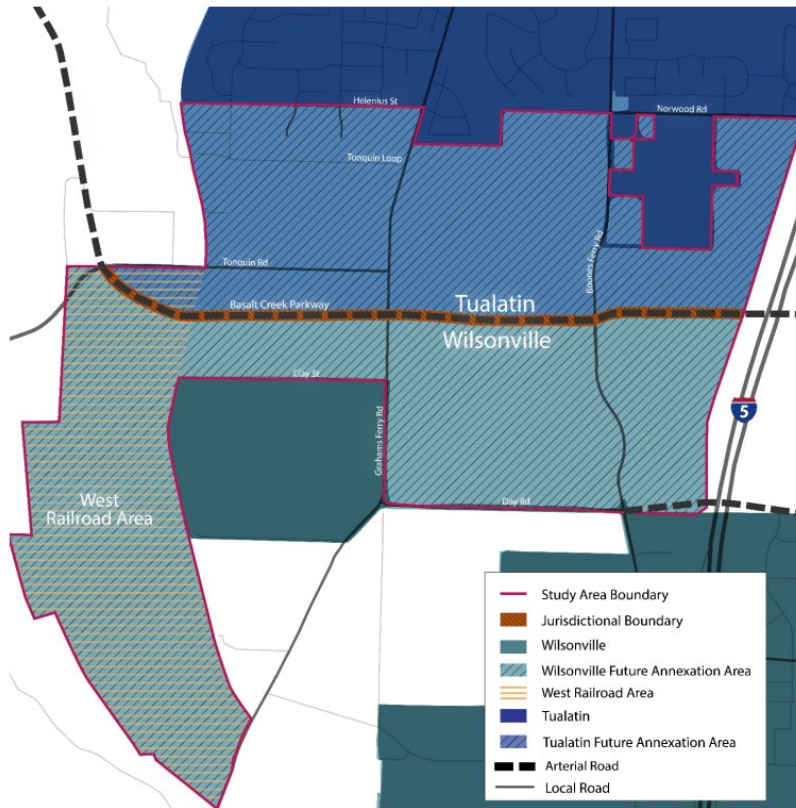 Helenius St
Norwood Rd
Tonquin Loop
Boones Ferry Rd
Tonquin Rd
Basalt Creek Parkway
Tualatin
Wilsonville
Clay St
5
Grahams Ferry Rd
West
Railroad Area
Day Rd
Study Area Boundary
Jurisdictional Boundary
Wilsonville
Wilsonville Future Annexation Area
West Railroad Area
Tualatin
Tualatin Future Annexation Area
Arterial Road
Local Road